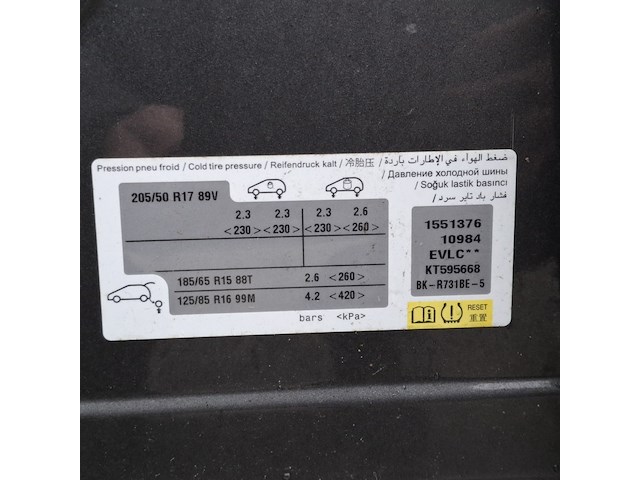 Pression pneu froid / Cold tire pressure / Reifendruck kalt / 冷胎压 / ضغط الهواء في الإطارات باردة
/ Давление холодной шины
/ Soğuk lastik basıncı
/ فشار باد تایر سرد
205/50 R17 89V
2.3 2.3 2.3 2.6
<230> <230> <230> <260>
185/65 R15 88T 2.6 <260>
125/85 R16 99M 4.2 <420>
bars <kPa>
1551376
10984
EVLC**
KT595668
BK-R731BE-5
RESET
重置